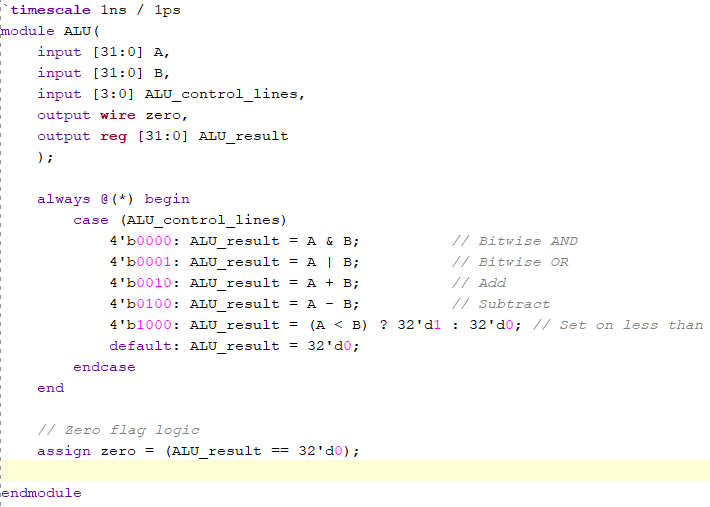 `timescale 1ns / 1ps
module ALU(
    input [31:0] A,
    input [31:0] B,
    input [3:0] ALU_control_lines,
    output wire zero,
    output reg [31:0] ALU_result
    );

    always @(*) begin
        case (ALU_control_lines)
            4'b0000: ALU_result = A & B;          // Bitwise AND
            4'b0001: ALU_result = A | B;          // Bitwise OR
            4'b0010: ALU_result = A + B;          // Add
            4'b0100: ALU_result = A - B;          // Subtract
            4'b1000: ALU_result = (A < B) ? 32'd1 : 32'd0; // Set on less than
            default: ALU_result = 32'd0;
        endcase
    end

    // Zero flag logic
    assign zero = (ALU_result == 32'd0);

endmodule